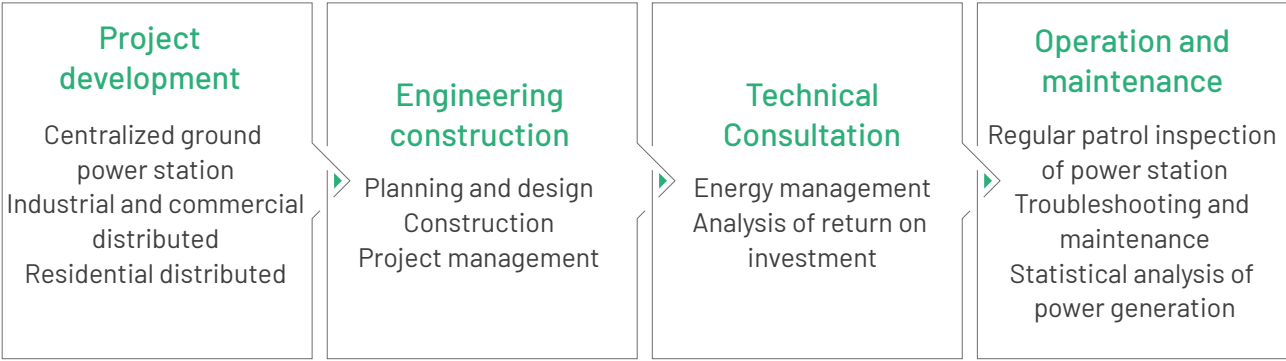 Project
development
Centralized ground
power station
Industrial and commercial
distributed
Residential distributed
Engineering
construction
Planning and design
Construction
Project management
Technical
Consultation
Energy management
Analysis of return on
investment
Operation and
maintenance
Regular patrol inspection
of power station
Troubleshooting and
maintenance
Statistical analysis of
power generation